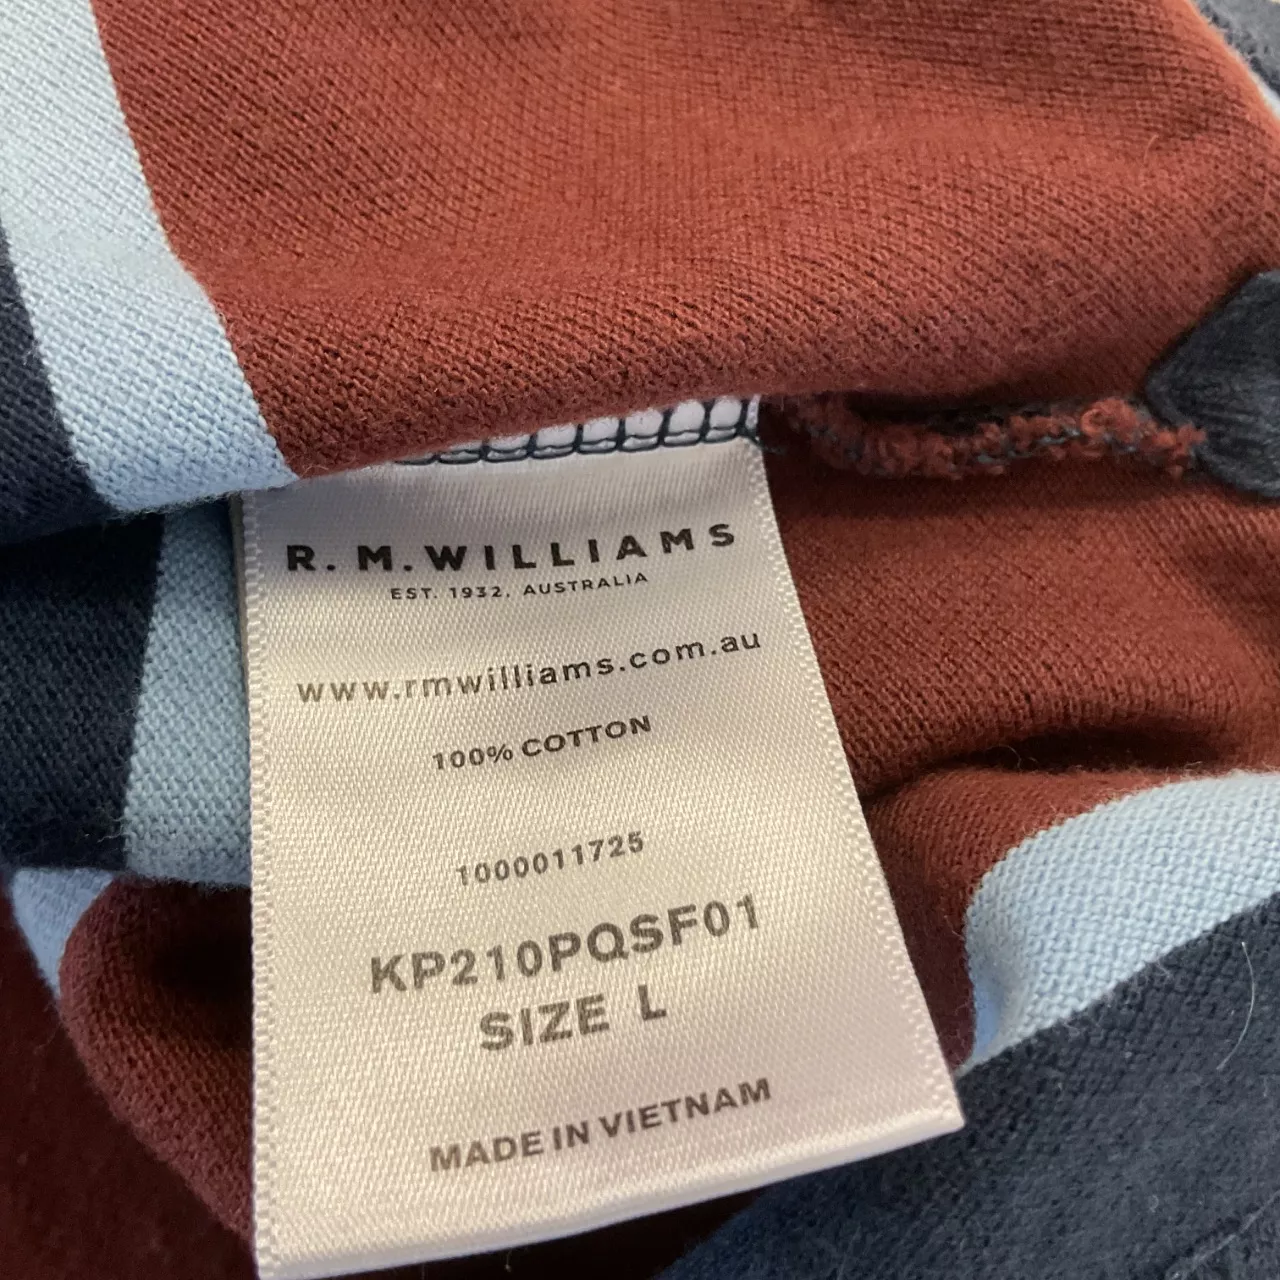 R. M. WILLIAMS
EST. 1932, AUSTRALIA
www.rmwilliams.com.au
100% COTTON
1000011725
KP210PQSF01
SIZE L
MADE IN VIETNAM